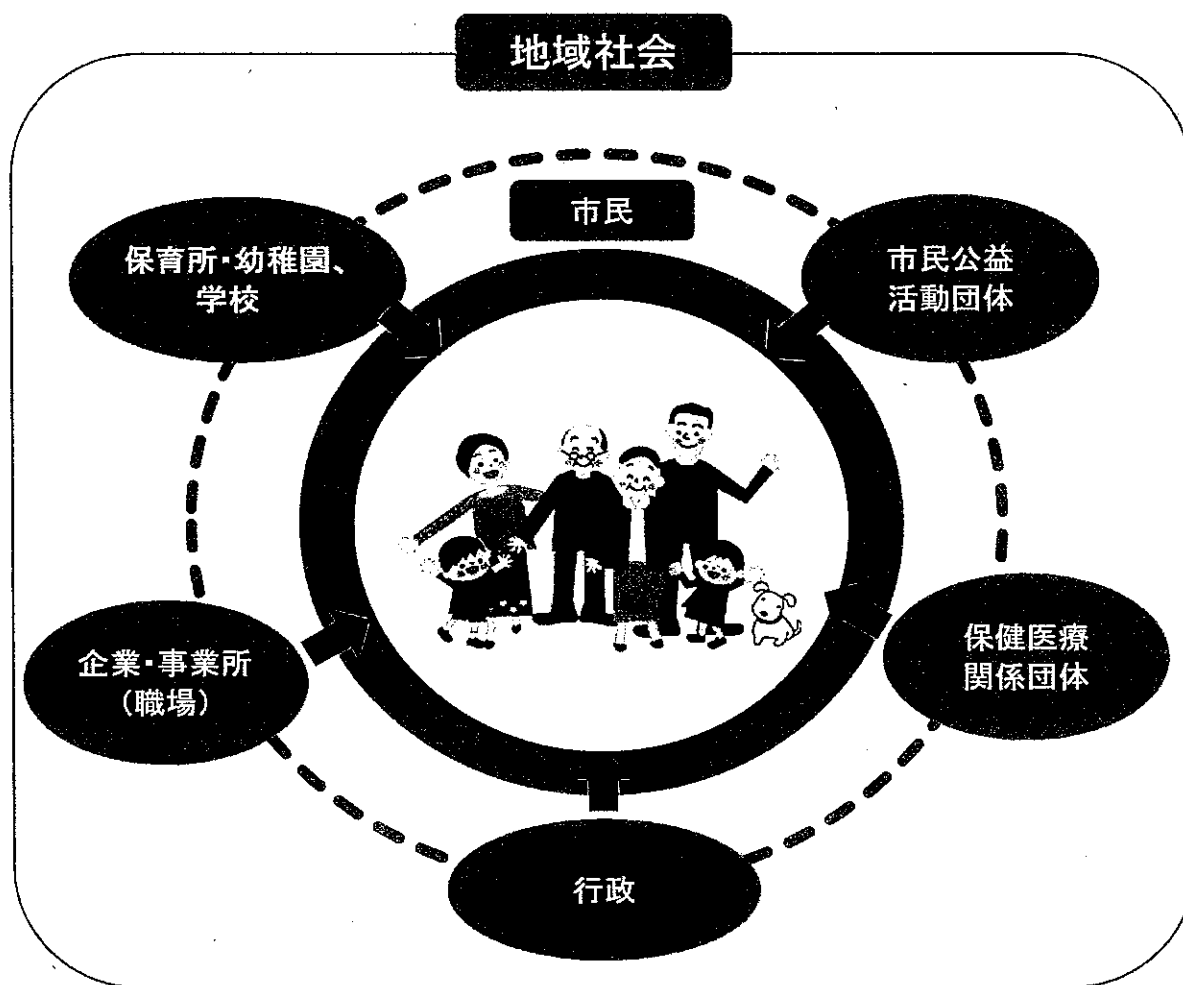 地域社会
市民
保育所・幼稚園、
学校
市民公益
活動団体
企業・事業所
(職場)
保健医療
関係団体
行政